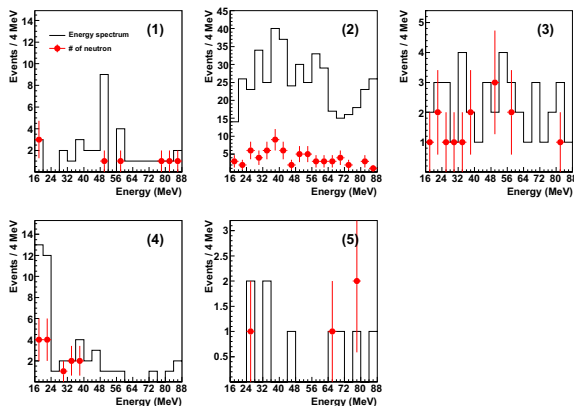 Events / 4 MeV
14
12
10
8
6
4
2
Energy spectrum
# of neutron
(1)
16 24 32 40 48 56 64 72 80 88
Energy (MeV)
Events / 4 MeV
45
40
35
30
25
20
15
10
5
(2)
16 24 32 40 48 56 64 72 80 88
Energy (MeV)
Events / 4 MeV
5
4
3
2
1
(3)
16 24 32 40 48 56 64 72 80 88
Energy (MeV)
Events / 4 MeV
14
12
10
8
6
4
2
0
(4)
16 24 32 40 48 56 64 72 80 88
Energy (MeV)
Events / 4 MeV
3
2.5
2
1.5
1
0.5
(5)
16 24 32 40 48 56 64 72 80 88
Energy (MeV)